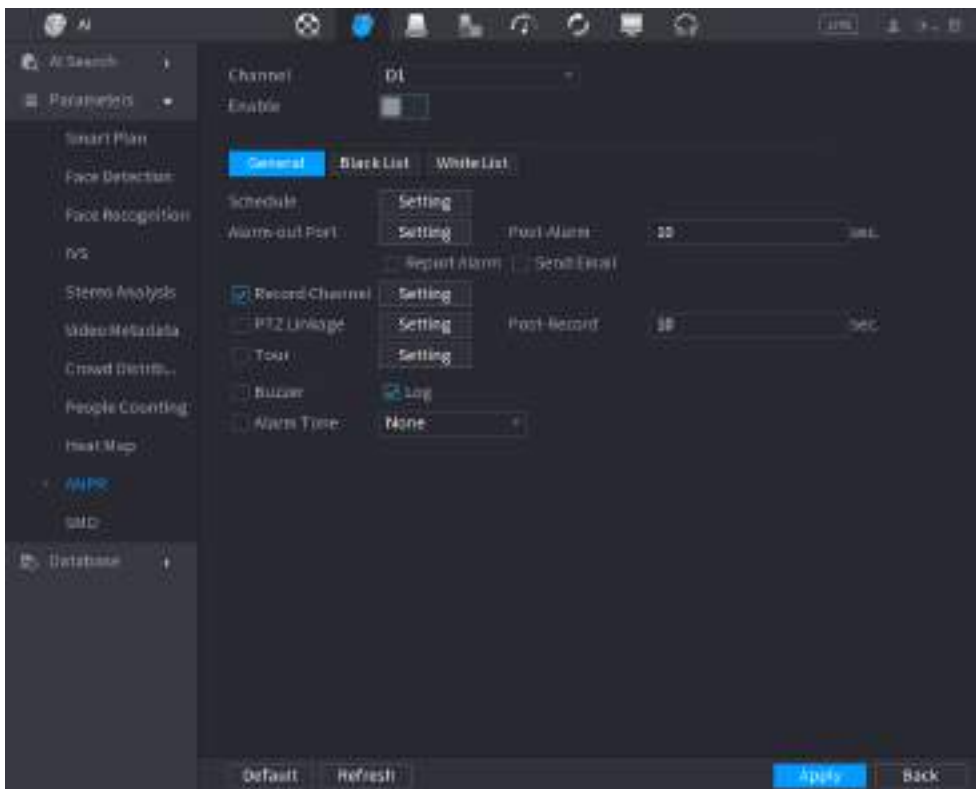 AI
LIVE
AI Search
Parameters
Smart Plan
Face Detection
Face Recognition
IVS
Stereo Analysis
Video Metadata
Crowd Distrib...
People Counting
Heat Map
ANPR
SMD
Database
Channel D1
Enable
General Black List White List
Schedule Setting
Alarm-out Port Setting Post-Alarm 10 sec.
Report Alarm Send Email
Record Channel Setting
PTZ Linkage Setting Post-Record 10 sec.
Tour Setting
Buzzer Log
Alarm Tone None
Default Refresh Apply Back